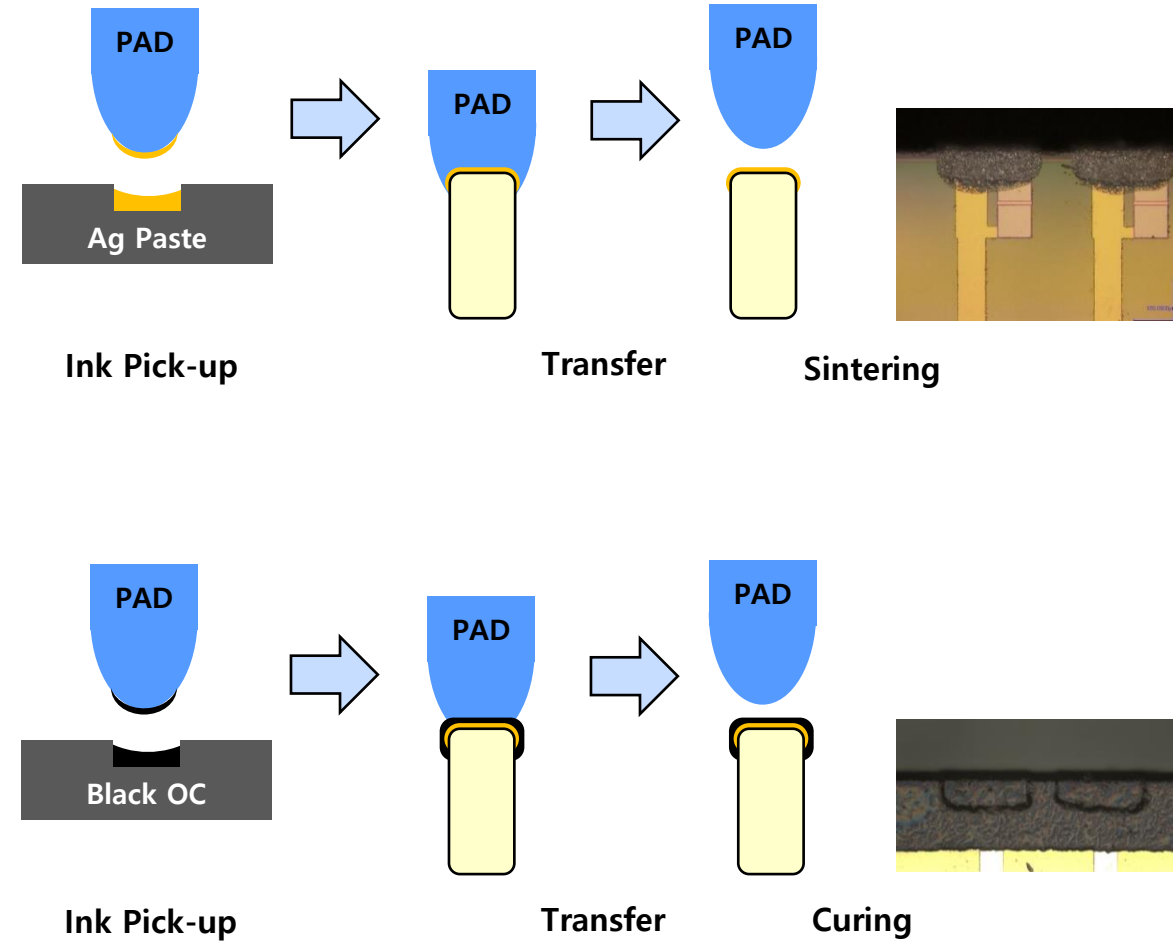 PAD
PAD
PAD
Ag Paste
Ink Pick-up
Transfer
Sintering
PAD
PAD
PAD
Black OC
Ink Pick-up
Transfer
Curing